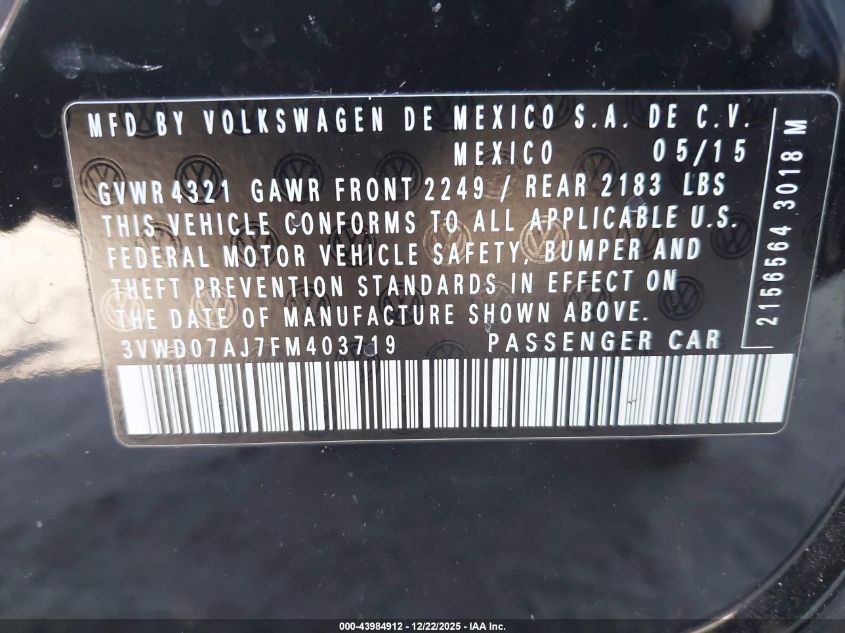 MFD BY VOLKSWAGEN DE MEXICO S.A. DE C.V.
MEXICO 05/15
GVWR 4321 GAWR FRONT 2249 / REAR 2183 LBS
THIS VEHICLE CONFORMS TO ALL APPLICABLE U.S.
FEDERAL MOTOR VEHICLE SAFETY, BUMPER AND
THEFT PREVENTION STANDARDS IN EFFECT ON
THE DATE OF MANUFACTURE SHOWN ABOVE.
3VWD07AJ7FM403719 PASSENGER CAR
2156564 3018 M
000-43984912 - 12/22/2025 - IAA Inc.